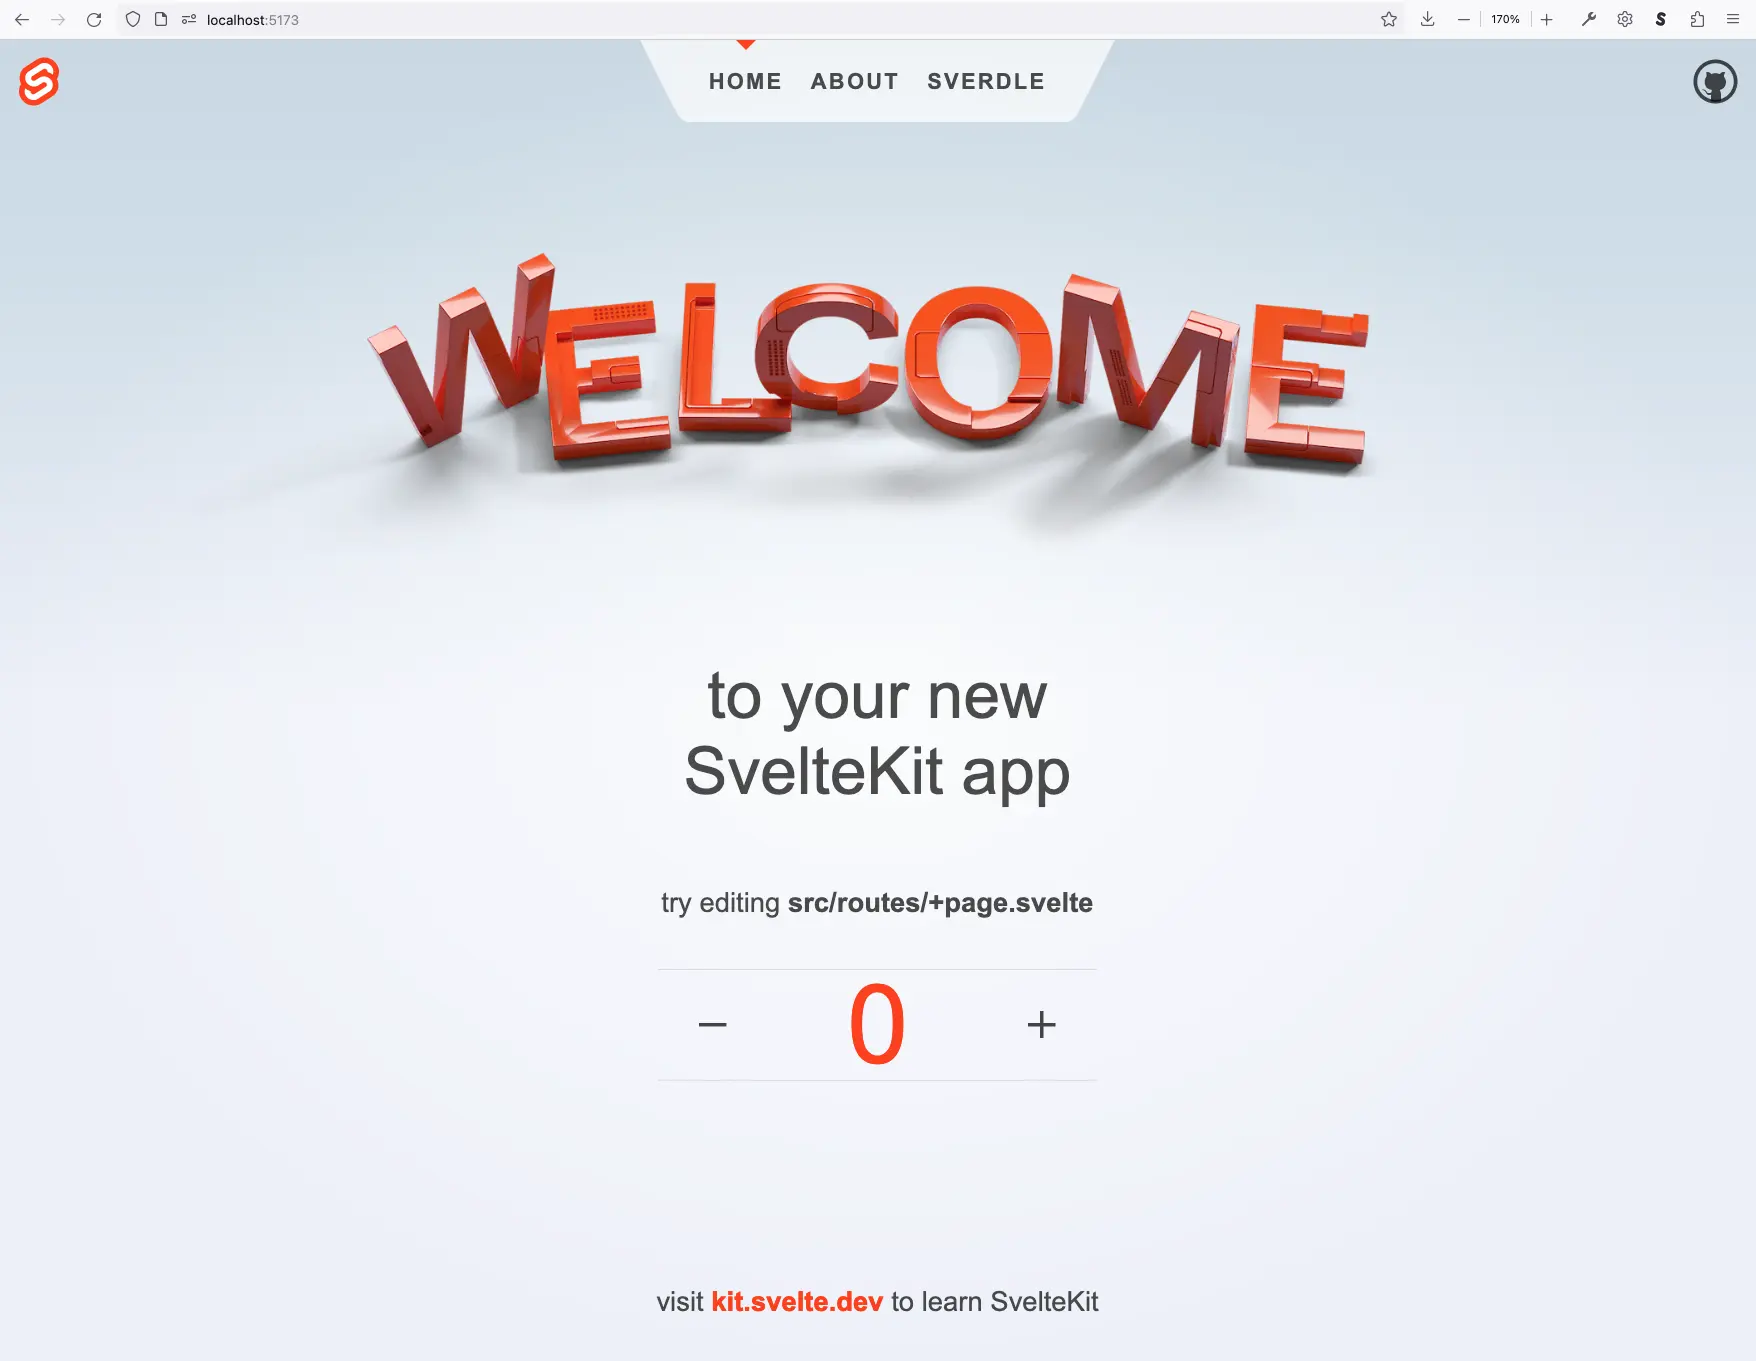 localhost:5173
170%
HOME ABOUT SVERDLE
WELCOME
to your new
SvelteKit app
try editing src/routes/+page.svelte
− 0 +
visit kit.svelte.dev to learn SvelteKit